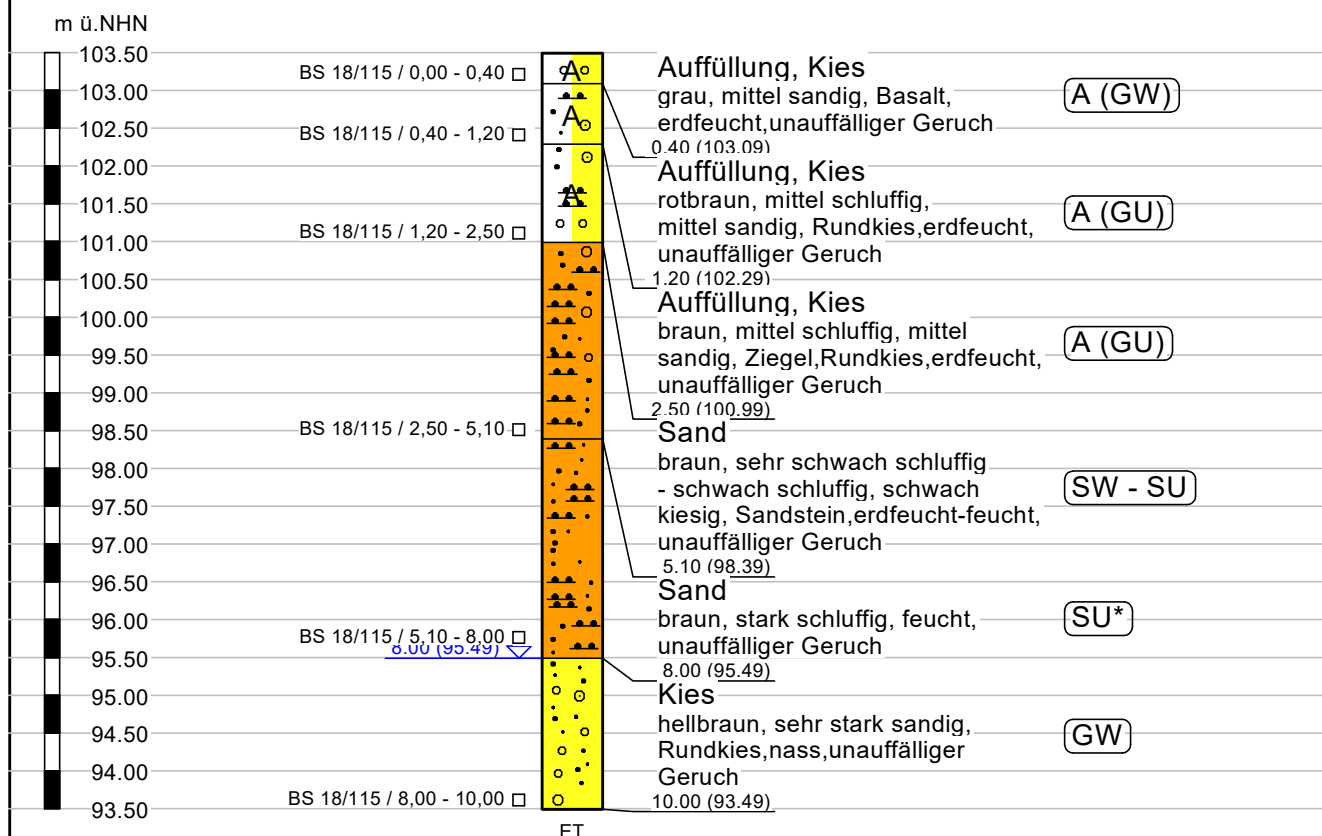 m ü.NHN
103.50
103.00
102.50
102.00
101.50
101.00
100.50
100.00
99.50
99.00
98.50
98.00
97.50
97.00
96.50
96.00
95.50
95.00
94.50
94.00
93.50
BS 18/115 / 0,00 - 0,40
BS 18/115 / 0,40 - 1,20
BS 18/115 / 1,20 - 2,50
BS 18/115 / 2,50 - 5,10
BS 18/115 / 5,10 - 8,00
8.00 (95.49)
BS 18/115 / 8,00 - 10,00
A
A
A
ET
Auffüllung, Kies
grau, mittel sandig, Basalt,
erdfeucht,unauffälliger Geruch
0.40 (103.09)
A (GW)
Auffüllung, Kies
rotbraun, mittel schluffig,
mittel sandig, Rundkies,erdfeucht,
unauffälliger Geruch
1.20 (102.29)
A (GU)
Auffüllung, Kies
braun, mittel schluffig, mittel
sandig, Ziegel,Rundkies,erdfeucht,
unauffälliger Geruch
2.50 (100.99)
A (GU)
Sand
braun, sehr schwach schluffig
- schwach schluffig, schwach
kiesig, Sandstein,erdfeucht-feucht,
unauffälliger Geruch
5.10 (98.39)
SW - SU
Sand
braun, stark schluffig, feucht,
unauffälliger Geruch
8.00 (95.49)
SU*
Kies
hellbraun, sehr stark sandig,
Rundkies,nass,unauffälliger
Geruch
10.00 (93.49)
GW